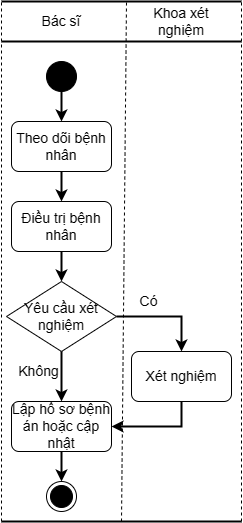 Bác sĩ
Khoa xét
nghiệm
Theo dõi bệnh
nhân
Điều trị bệnh
nhân
Yêu cầu xét
nghiệm
Có
Không
Xét nghiệm
Lập hồ sơ bệnh
án hoặc cập
nhật